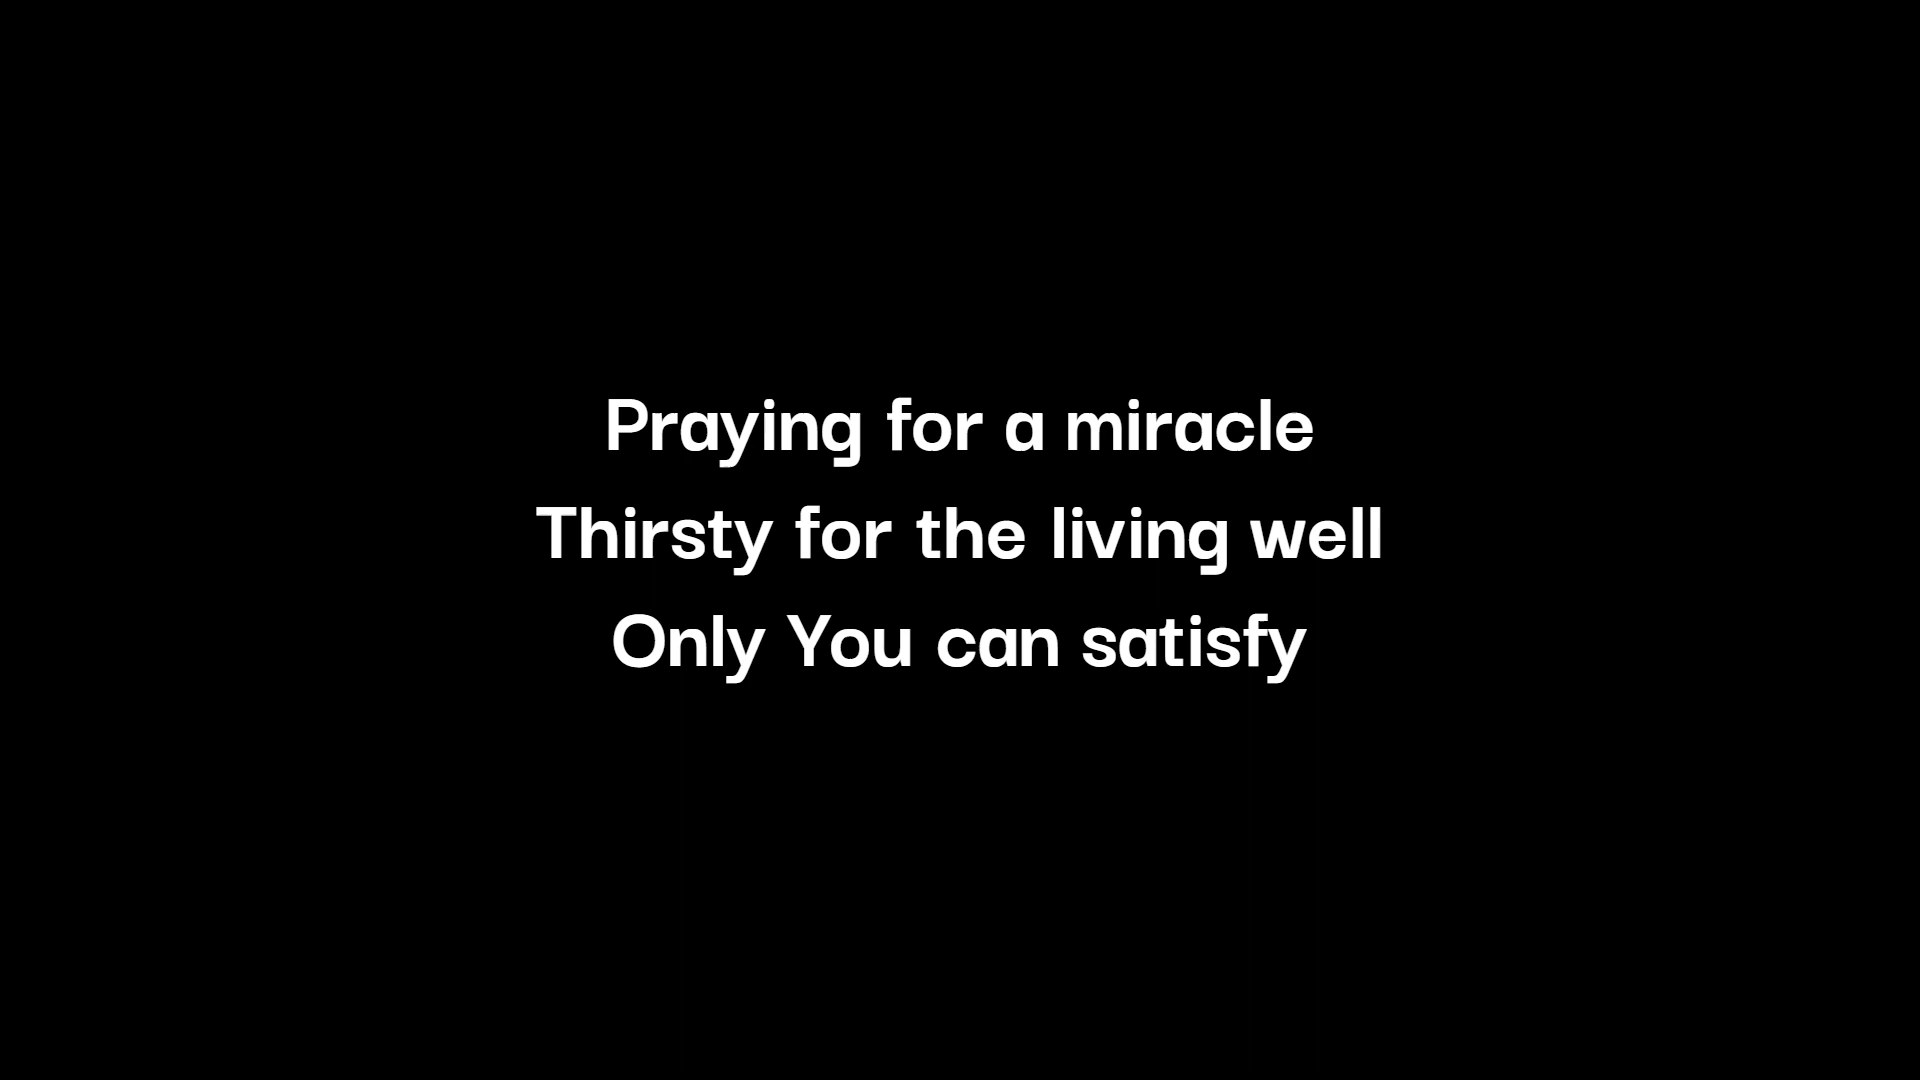 Praying for a miracle
Thirsty for the living well
Only You can satisfy